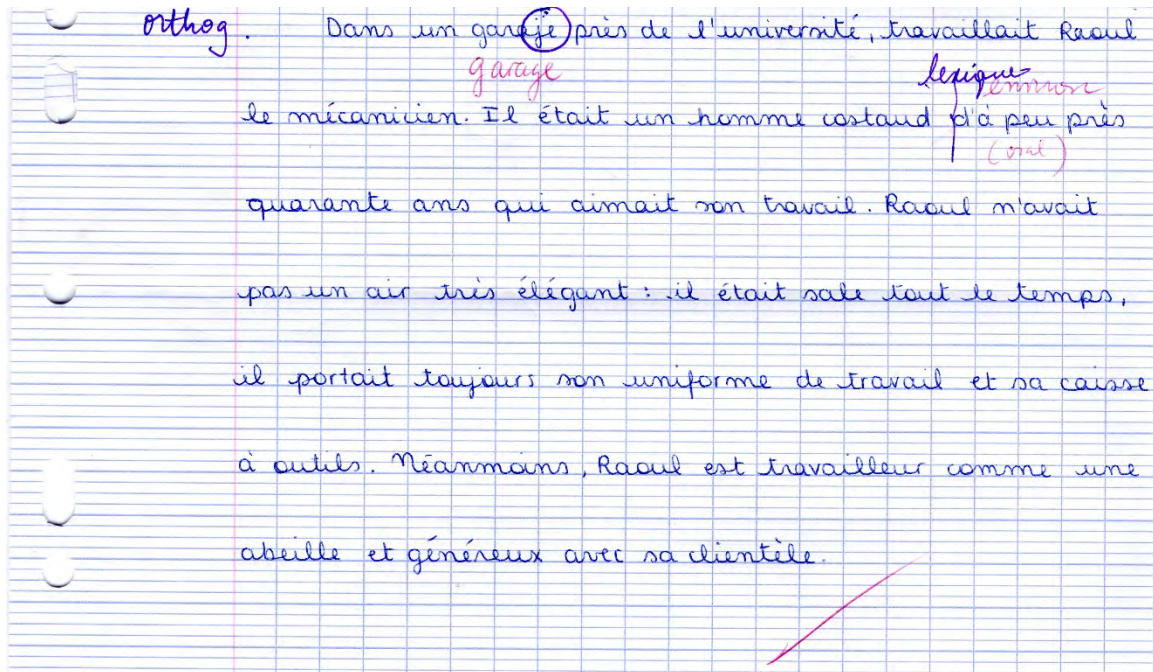 orthog. Dans un garaje près de l'université, travaillait Raoul
garage lexique environ
le mécanicien. Il était un homme costaud d'à peu près
(oral)
quarante ans qui aimait son travail. Raoul n'avait
pas un air très élégant : il était sale tout le temps,
il portait toujours son uniforme de travail et sa caisse
à outils. Néanmoins, Raoul est travailleur comme une
abeille et généreux avec sa clientèle.